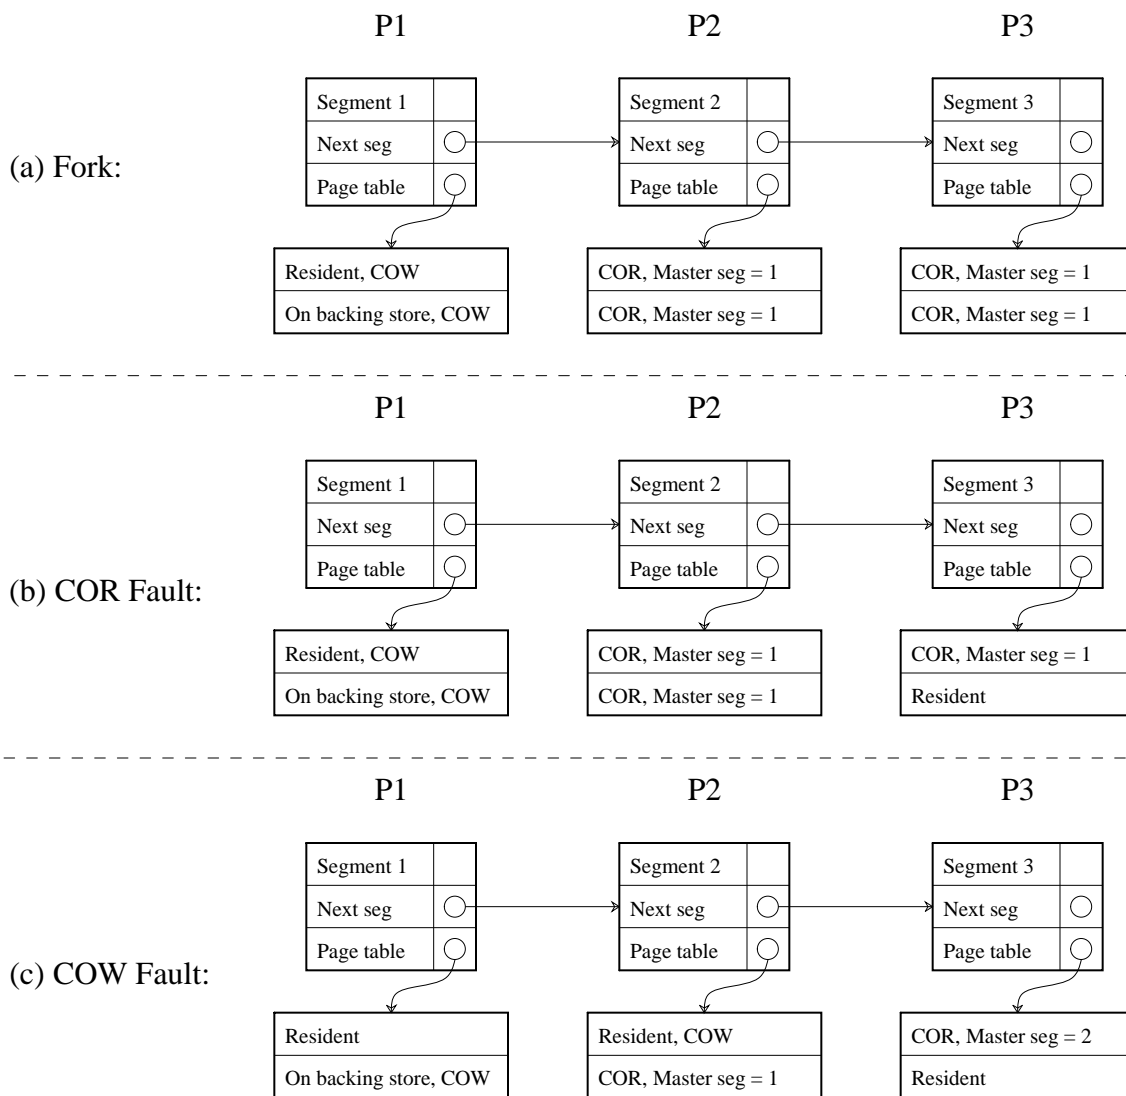 P1 P2 P3
Segment 1 Segment 2 Segment 3
Next seg Next seg Next seg
(a) Fork:
Page table Page table Page table
Resident, COW COR, Master seg = 1 COR, Master seg = 1
On backing store, COW COR, Master seg = 1 COR, Master seg = 1
P1 P2 P3
Segment 1 Segment 2 Segment 3
Next seg Next seg Next seg
Page table Page table Page table
(b) COR Fault:
Resident, COW COR, Master seg = 1 COR, Master seg = 1
On backing store, COW COR, Master seg = 1 Resident
P1 P2 P3
Segment 1 Segment 2 Segment 3
Next seg Next seg Next seg
Page table Page table Page table
(c) COW Fault:
Resident Resident, COW COR, Master seg = 2
On backing store, COW COR, Master seg = 1 Resident